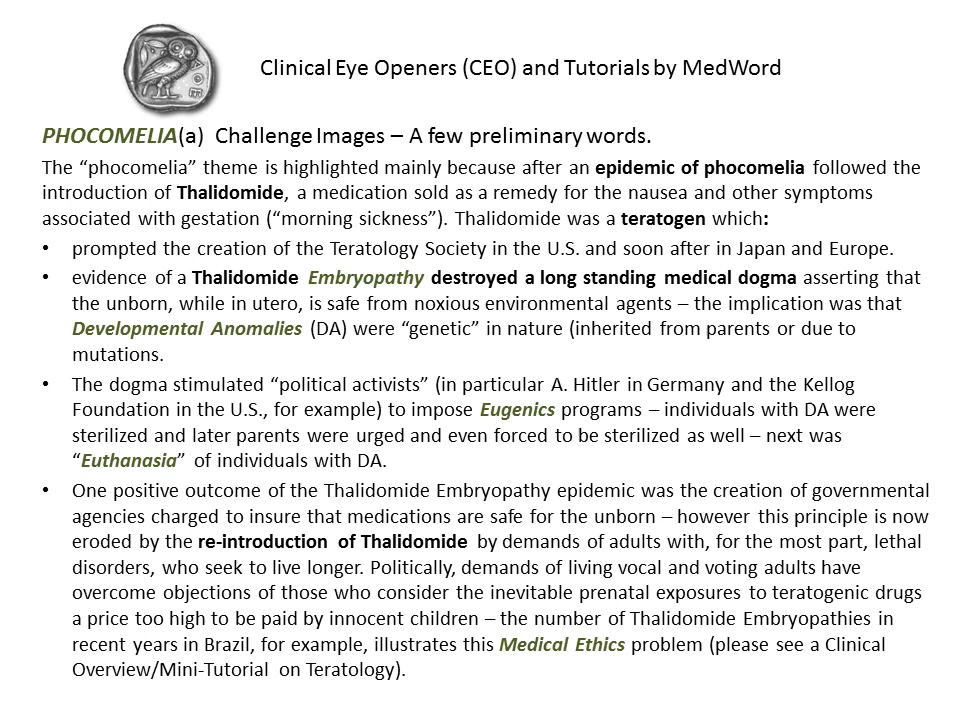 Clinical Eye Openers (CEO) and Tutorials by MedWord
PHOCOMELIA(a) Challenge Images – A few preliminary words.
The “phocomelia” theme is highlighted mainly because after an epidemic of phocomelia followed the
introduction of Thalidomide, a medication sold as a remedy for the nausea and other symptoms
associated with gestation (“morning sickness”). Thalidomide was a teratogen which:
• prompted the creation of the Teratology Society in the U.S. and soon after in Japan and Europe.
• evidence of a Thalidomide Embryopathy destroyed a long standing medical dogma asserting that
the unborn, while in utero, is safe from noxious environmental agents – the implication was that
Developmental Anomalies (DA) were “genetic” in nature (inherited from parents or due to
mutations.
• The dogma stimulated “political activists” (in particular A. Hitler in Germany and the Kellog
Foundation in the U.S., for example) to impose Eugenics programs – individuals with DA were
sterilized and later parents were urged and even forced to be sterilized as well – next was
“Euthanasia” of individuals with DA.
• One positive outcome of the Thalidomide Embryopathy epidemic was the creation of governmental
agencies charged to insure that medications are safe for the unborn – however this principle is now
eroded by the re-introduction of Thalidomide by demands of adults with, for the most part, lethal
disorders, who seek to live longer. Politically, demands of living vocal and voting adults have
overcome objections of those who consider the inevitable prenatal exposures to teratogenic drugs
a price too high to be paid by innocent children – the number of Thalidomide Embryopathies in
recent years in Brazil, for example, illustrates this Medical Ethics problem (please see a Clinical
Overview/Mini-Tutorial on Teratology).